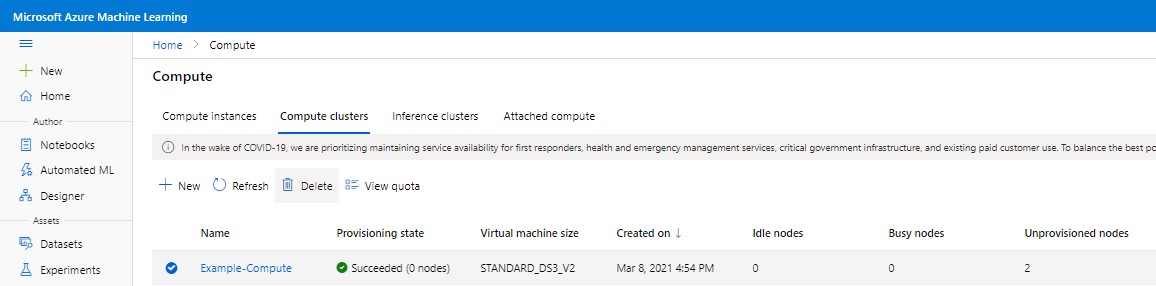 Microsoft Azure Machine Learning
Home > Compute
New
Home
Author
Notebooks
Automated ML
Designer
Assets
Datasets
Experiments
Compute
Compute instances Compute clusters Inference clusters Attached compute
In the wake of COVID-19, we are prioritizing maintaining service availability for first responders, health and emergency management services, critical government infrastructure, and existing paid customer use. To balance the best po
New Refresh Delete View quota
Name Provisioning state Virtual machine size Created on ↓ Idle nodes Busy nodes Unprovisioned nodes
Example-Compute Succeeded (0 nodes) STANDARD_DS3_V2 Mar 8, 2021 4:54 PM 0 0 2